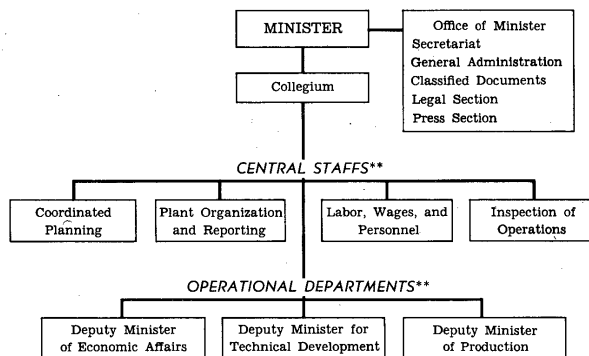 MINISTER
Office of Minister
Secretariat
General Administration
Classified Documents
Legal Section
Press Section
Collegium
CENTRAL STAFFS**
Coordinated
Planning
Plant Organization
and Reporting
Labor, Wages, and
Personnel
Inspection of
Operations
OPERATIONAL DEPARTMENTS**
Deputy Minister
of Economic Affairs
Deputy Minister for
Technical Development
Deputy Minister
of Production